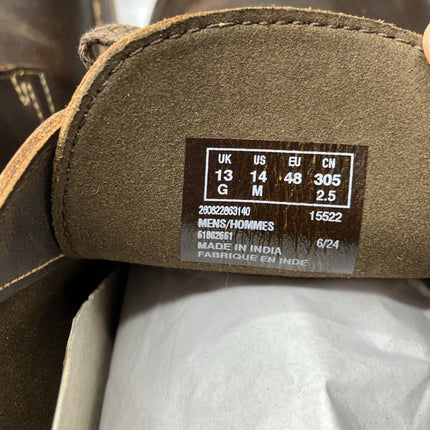 UK US EU CN
13 14 48 305
G M 2.5
260822863140 15522
MENS/HOMMES
61802661 6/24
MADE IN INDIA
FABRIQUE EN INDE